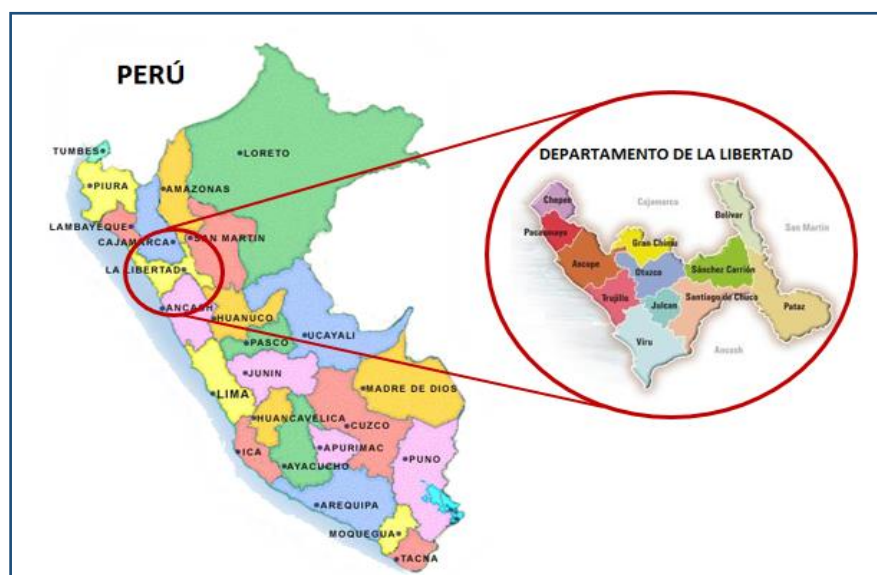 PERÚ
TUMBES
PIURA
LORETO
AMAZONAS
LAMBAYEQUE
CAJAMARCA
SAN MARTIN
LA LIBERTAD
ANCASH
HUANUCO
UCAYALI
PASCO
JUNIN
LIMA
MADRE DE DIOS
HUANCAVELICA
CUZCO
ICA
APURIMAC
AYACUCHO
PUNO
AREQUIPA
MOQUEGUA
TACNA
DEPARTAMENTO DE LA LIBERTAD
Chepen
Cajamarca
Bolívar
Pacasmayo
Gran Chimu
San Martín
Ascope
Otuzco
Sánchez Carrión
Trujillo
Julcan
Santiago de Chuco
Pataz
Viru
Ancash